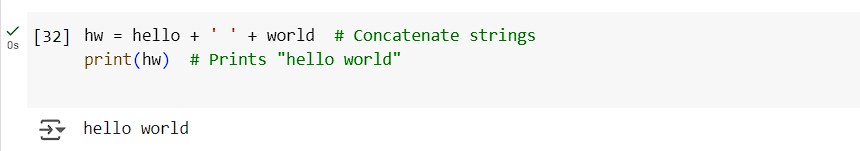 [32] hw = hello + ' ' + world  # Concatenate strings
0s
print(hw)  # Prints "hello world"
hello world